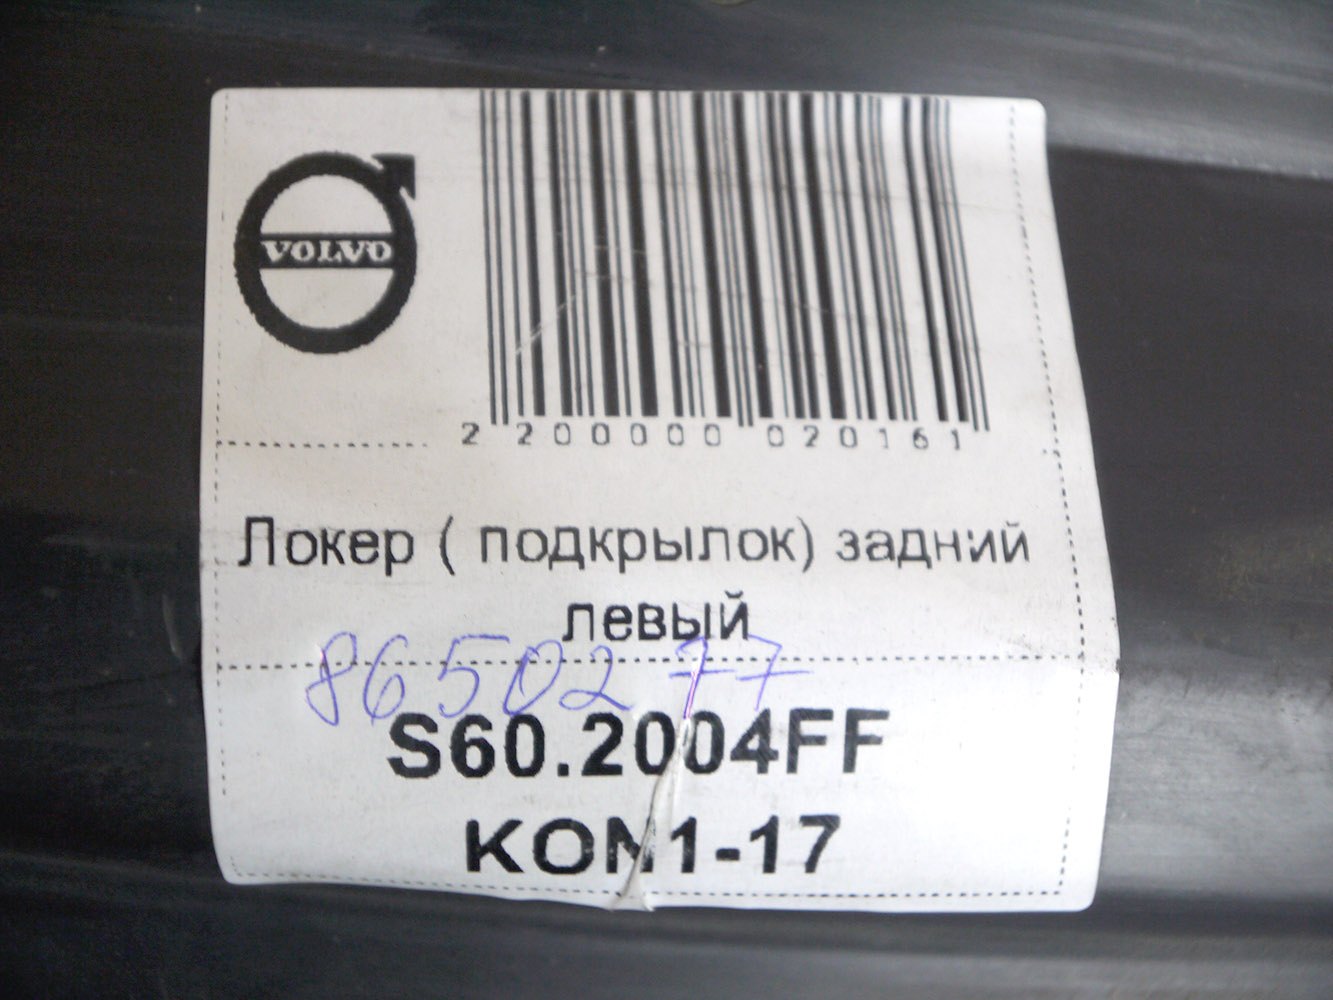 VOLVO
2 200000 020161
Локер ( подкрылок) задний
левый
8650277
S60.2004FF
KOM1-17